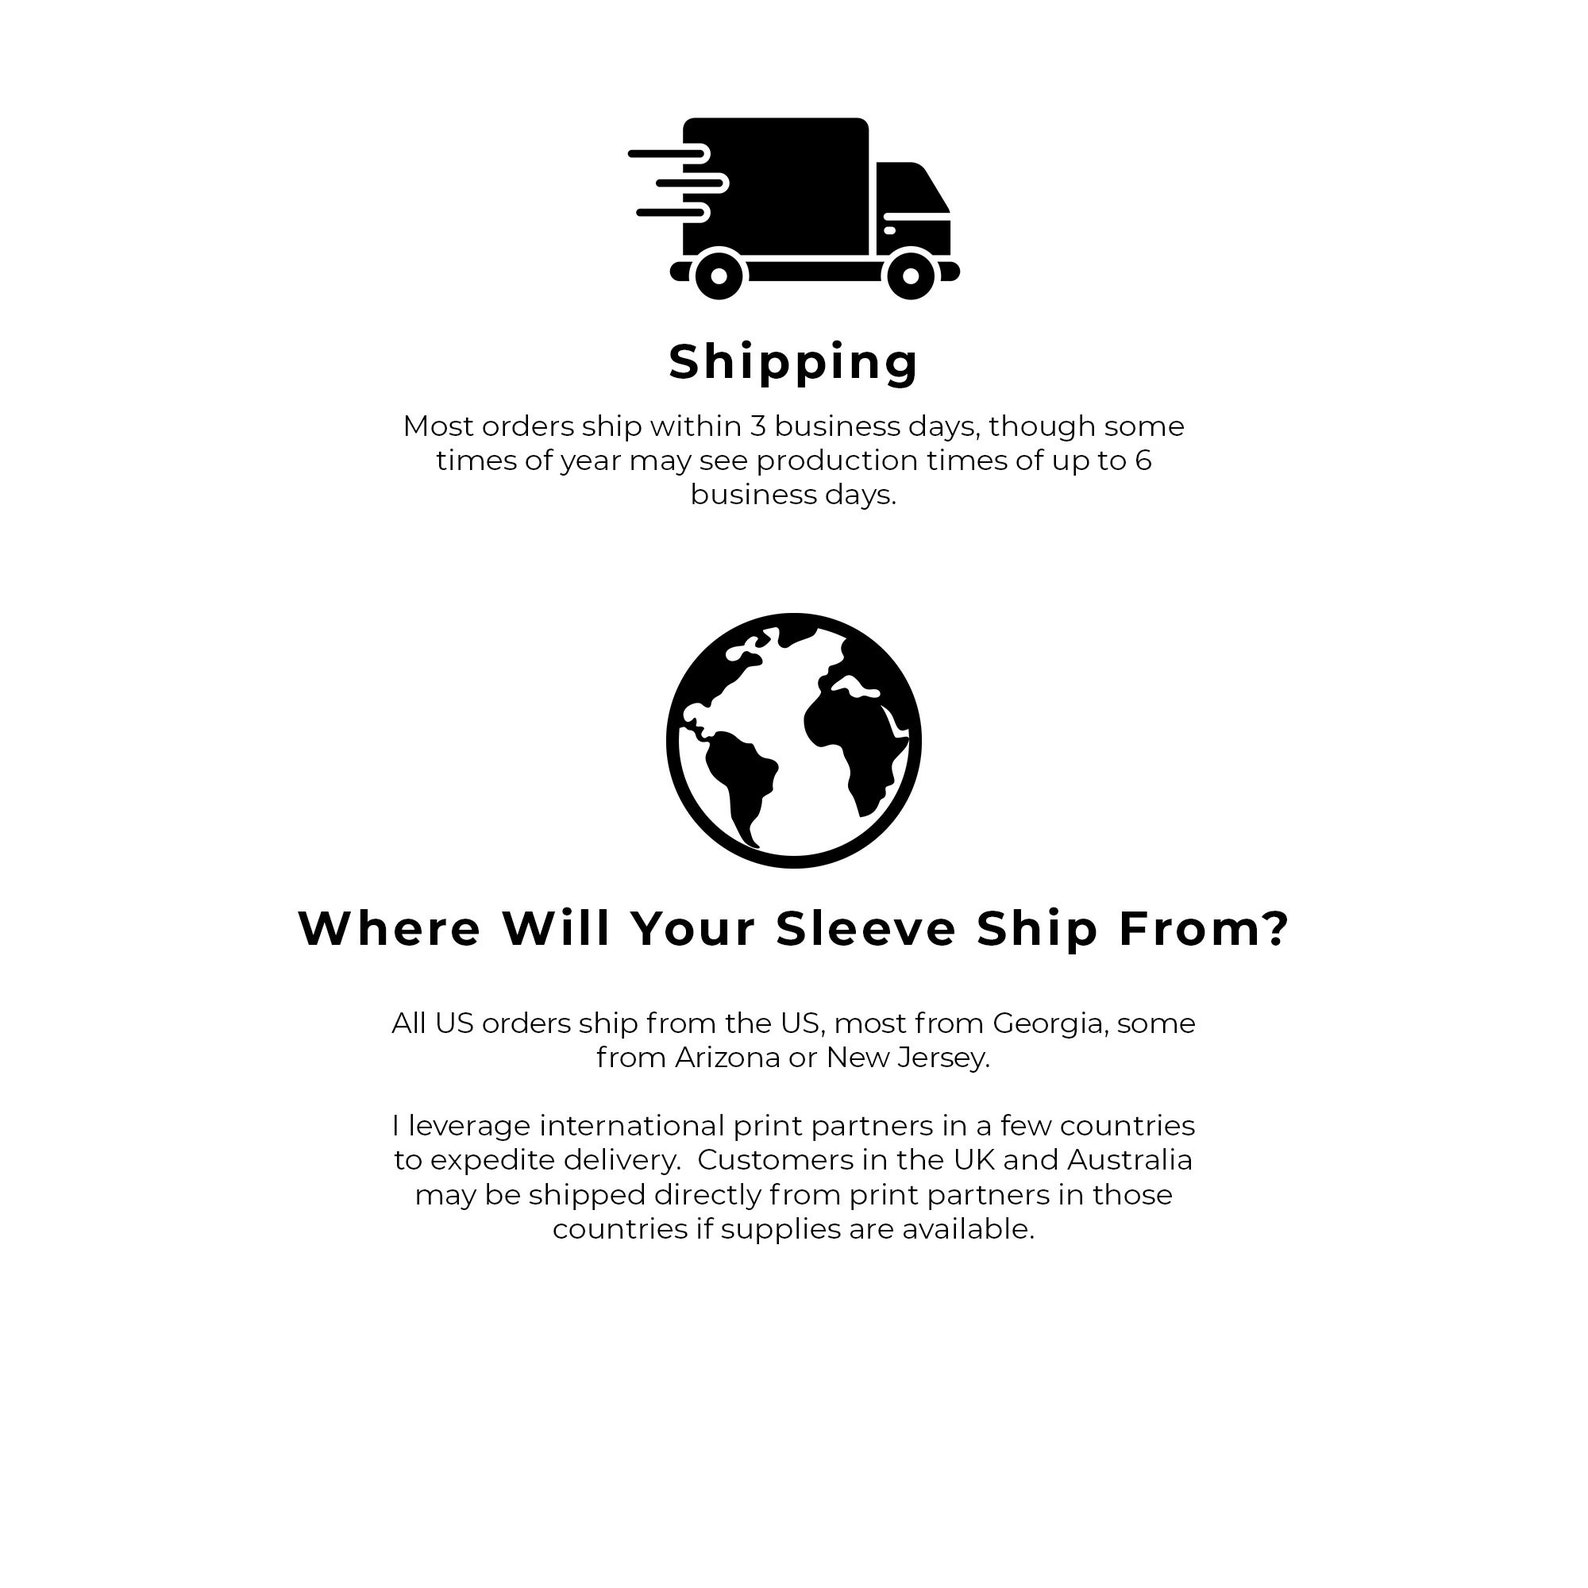 Shipping
Most orders ship within 3 business days, though some
times of year may see production times of up to 6
business days.
Where Will Your Sleeve Ship From?
All US orders ship from the US, most from Georgia, some
from Arizona or New Jersey.
I leverage international print partners in a few countries
to expedite delivery.  Customers in the UK and Australia
may be shipped directly from print partners in those
countries if supplies are available.